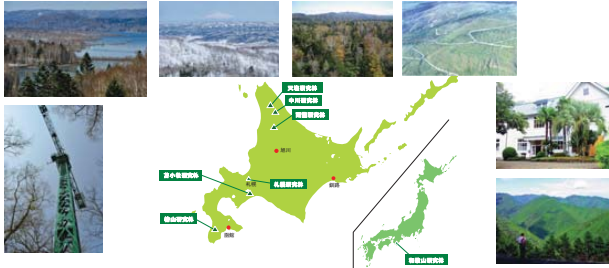 天塩研究林
中川研究林
雨龍研究林
旭川
苫小牧研究林
札幌
札幌研究林
釧路
檜山研究林
函館
和歌山研究林